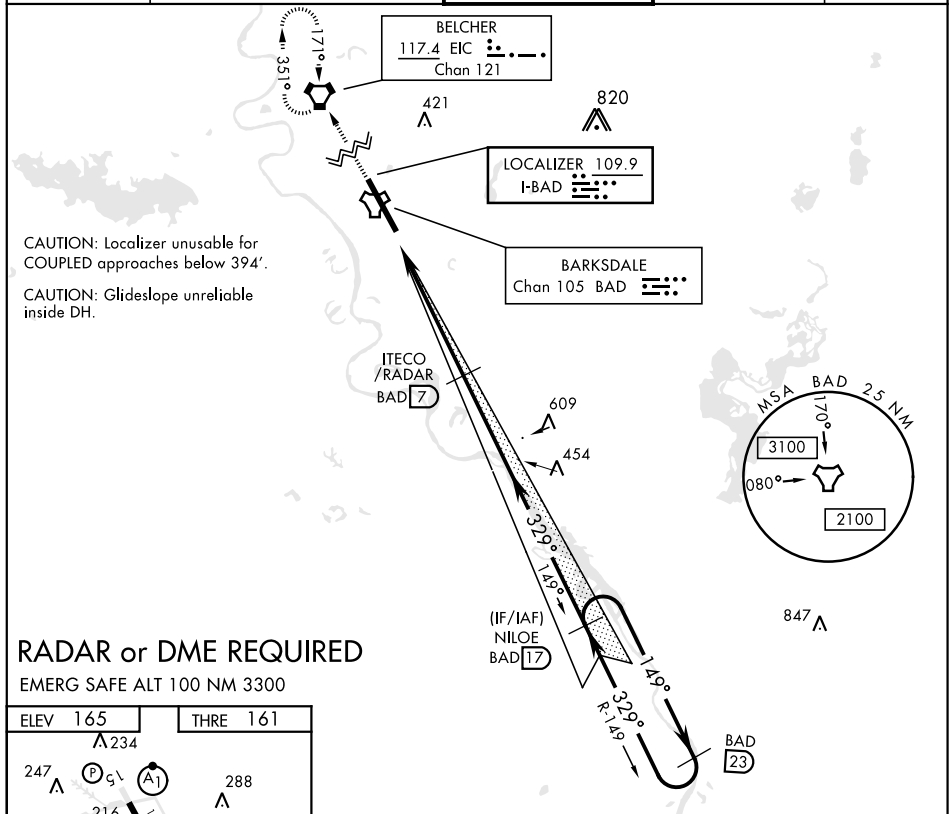 171°
351°
BELCHER
117.4 EIC
Chan 121
421
820
LOCALIZER 109.9
I-BAD
CAUTION: Localizer unusable for
COUPLED approaches below 394'.
CAUTION: Glideslope unreliable
inside DH.
BARKSDALE
Chan 105 BAD
ITECO
/RADAR
BAD 7
609
454
MSA BAD 25 NM
170°
3100
080°
2100
329°
149°
(IF/IAF)
NILOE
BAD 17
847
149°
329°
R-149
BAD
23
RADAR or DME REQUIRED
EMERG SAFE ALT 100 NM 3300
ELEV 165
THRE 161
234
247
P
15
A1
288
216